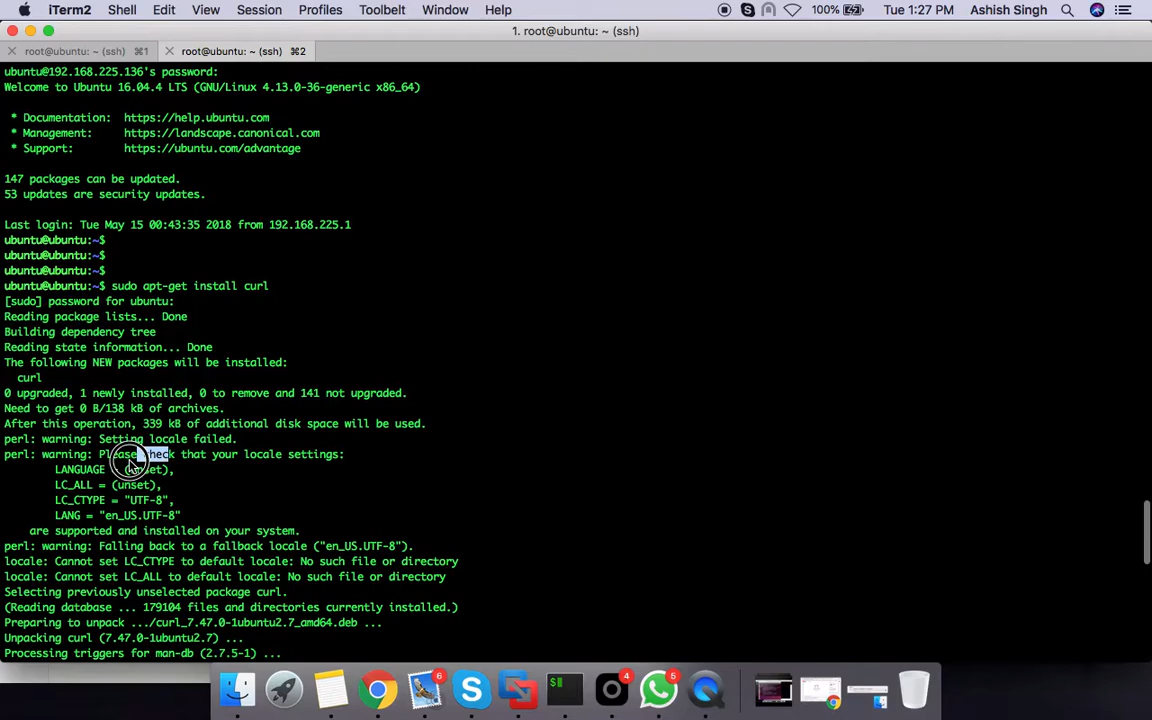 iTerm2 Shell Edit View Session Profiles Toolbelt Window Help 100% Tue 1:27 PM Ashish Singh
1. root@ubuntu: ~ (ssh)
root@ubuntu: ~ (ssh) ⌘1 root@ubuntu: ~ (ssh) ⌘2
ubuntu@192.168.225.136's password:
Welcome to Ubuntu 16.04.4 LTS (GNU/Linux 4.13.0-36-generic x86_64)
* Documentation: https://help.ubuntu.com
* Management: https://landscape.canonical.com
* Support: https://ubuntu.com/advantage
147 packages can be updated.
53 updates are security updates.
Last login: Tue May 15 00:43:35 2018 from 192.168.225.1
ubuntu@ubuntu:~$
ubuntu@ubuntu:~$
ubuntu@ubuntu:~$
ubuntu@ubuntu:~$ sudo apt-get install curl
[sudo] password for ubuntu:
Reading package lists... Done
Building dependency tree
Reading state information... Done
The following NEW packages will be installed:
curl
0 upgraded, 1 newly installed, 0 to remove and 141 not upgraded.
Need to get 0 B/138 kB of archives.
After this operation, 339 kB of additional disk space will be used.
perl: warning: Setting locale failed.
perl: warning: Please check that your locale settings:
LANGUAGE = (unset),
LC_ALL = (unset),
LC_CTYPE = "UTF-8",
LANG = "en_US.UTF-8"
are supported and installed on your system.
perl: warning: Falling back to a fallback locale ("en_US.UTF-8").
locale: Cannot set LC_CTYPE to default locale: No such file or directory
locale: Cannot set LC_ALL to default locale: No such file or directory
Selecting previously unselected package curl.
(Reading database ... 179104 files and directories currently installed.)
Preparing to unpack .../curl_7.47.0-1ubuntu2.7_amd64.deb ...
Unpacking curl (7.47.0-1ubuntu2.7) ...
Processing triggers for man-db (2.7.5-1) ...
6 4 5